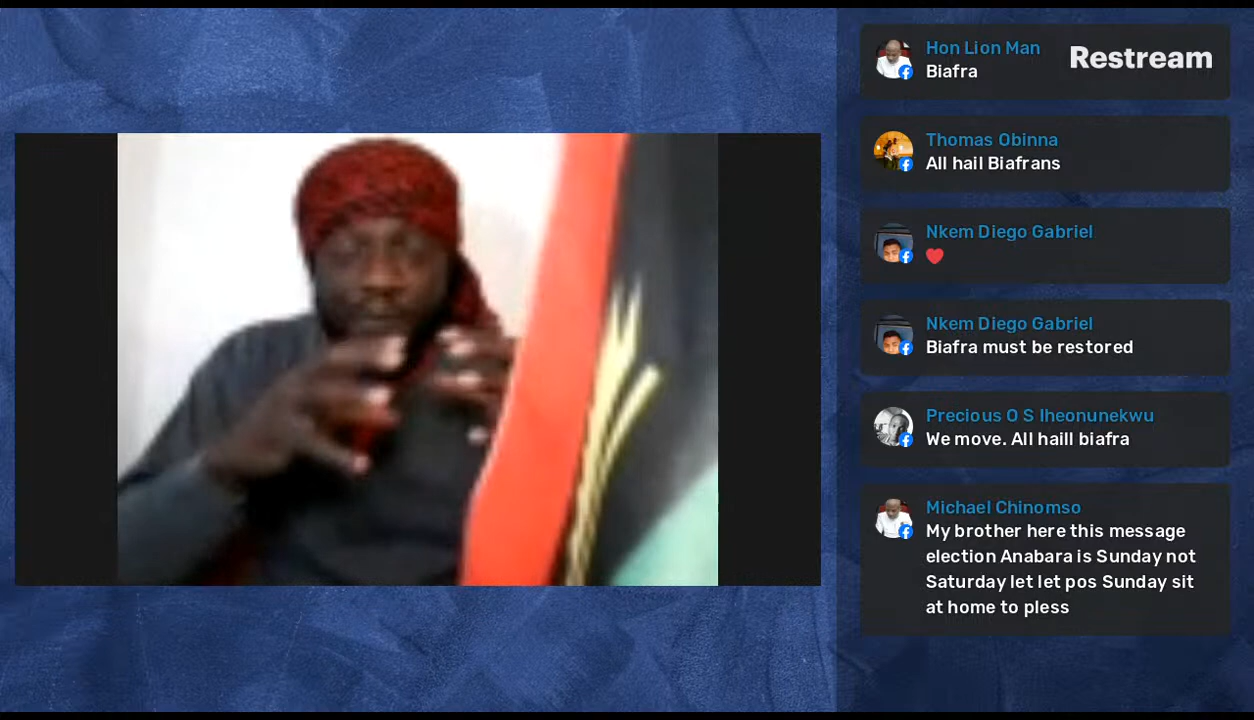 Hon Lion Man
Restream
Biafra
Thomas Obinna
All hail Biafrans
Nkem Diego Gabriel
Nkem Diego Gabriel
Biafra must be restored
Precious O S Iheonunekwu
We move. All haill biafra
Michael Chinomso
My brother here this message
election Anabara is Sunday not
Saturday let let pos Sunday sit
at home to pless